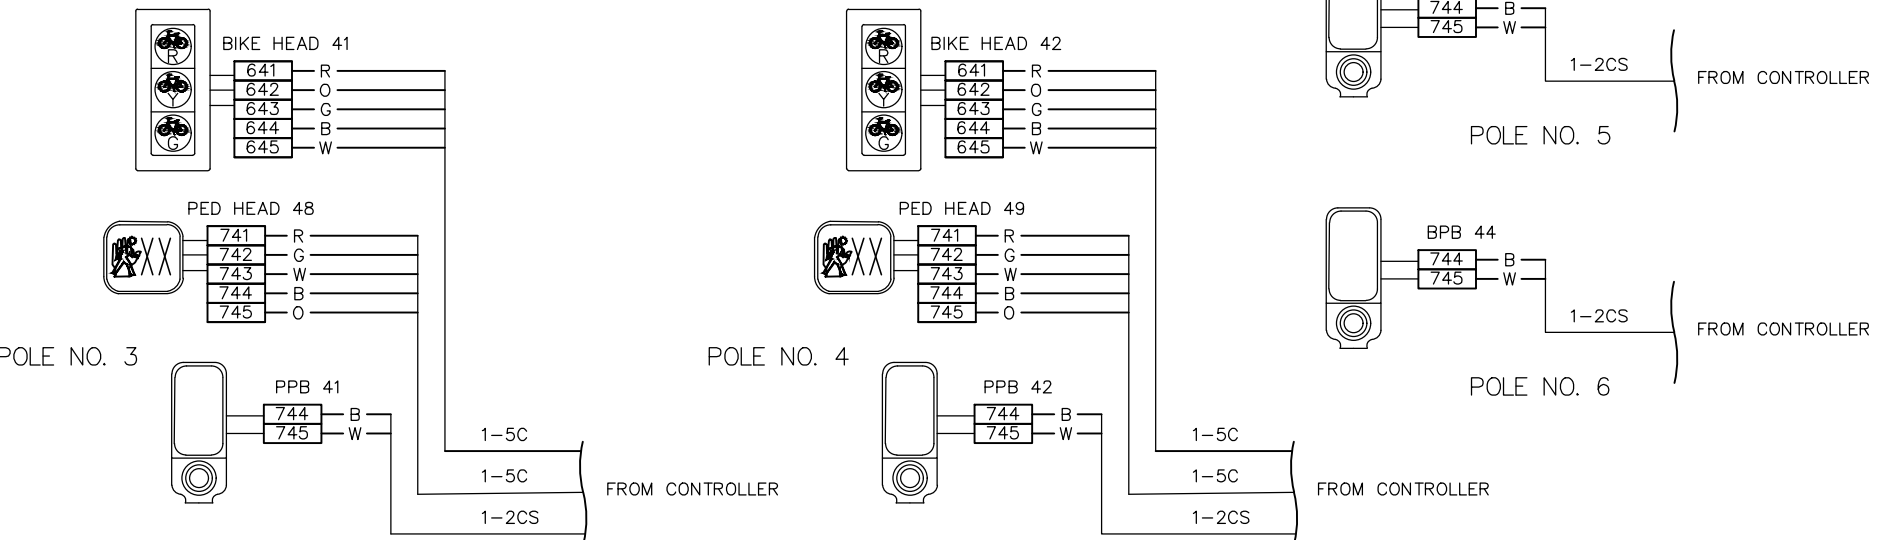 R
Y
G
BIKE HEAD 41
641 R
642 O
643 G
644 B
645 W
PED HEAD 48
XX
741 R
742 G
743 W
744 B
745 O
POLE NO. 3
PPB 41
744 B
745 W
1-5C
1-5C
1-2CS
FROM CONTROLLER
R
Y
G
BIKE HEAD 42
641 R
642 O
643 G
644 B
645 W
PED HEAD 49
XX
741 R
742 G
743 W
744 B
745 O
POLE NO. 4
PPB 42
744 B
745 W
1-5C
1-5C
1-2CS
FROM CONTROLLER
744 B
745 W
1-2CS
FROM CONTROLLER
POLE NO. 5
BPB 44
744 B
745 W
1-2CS
FROM CONTROLLER
POLE NO. 6